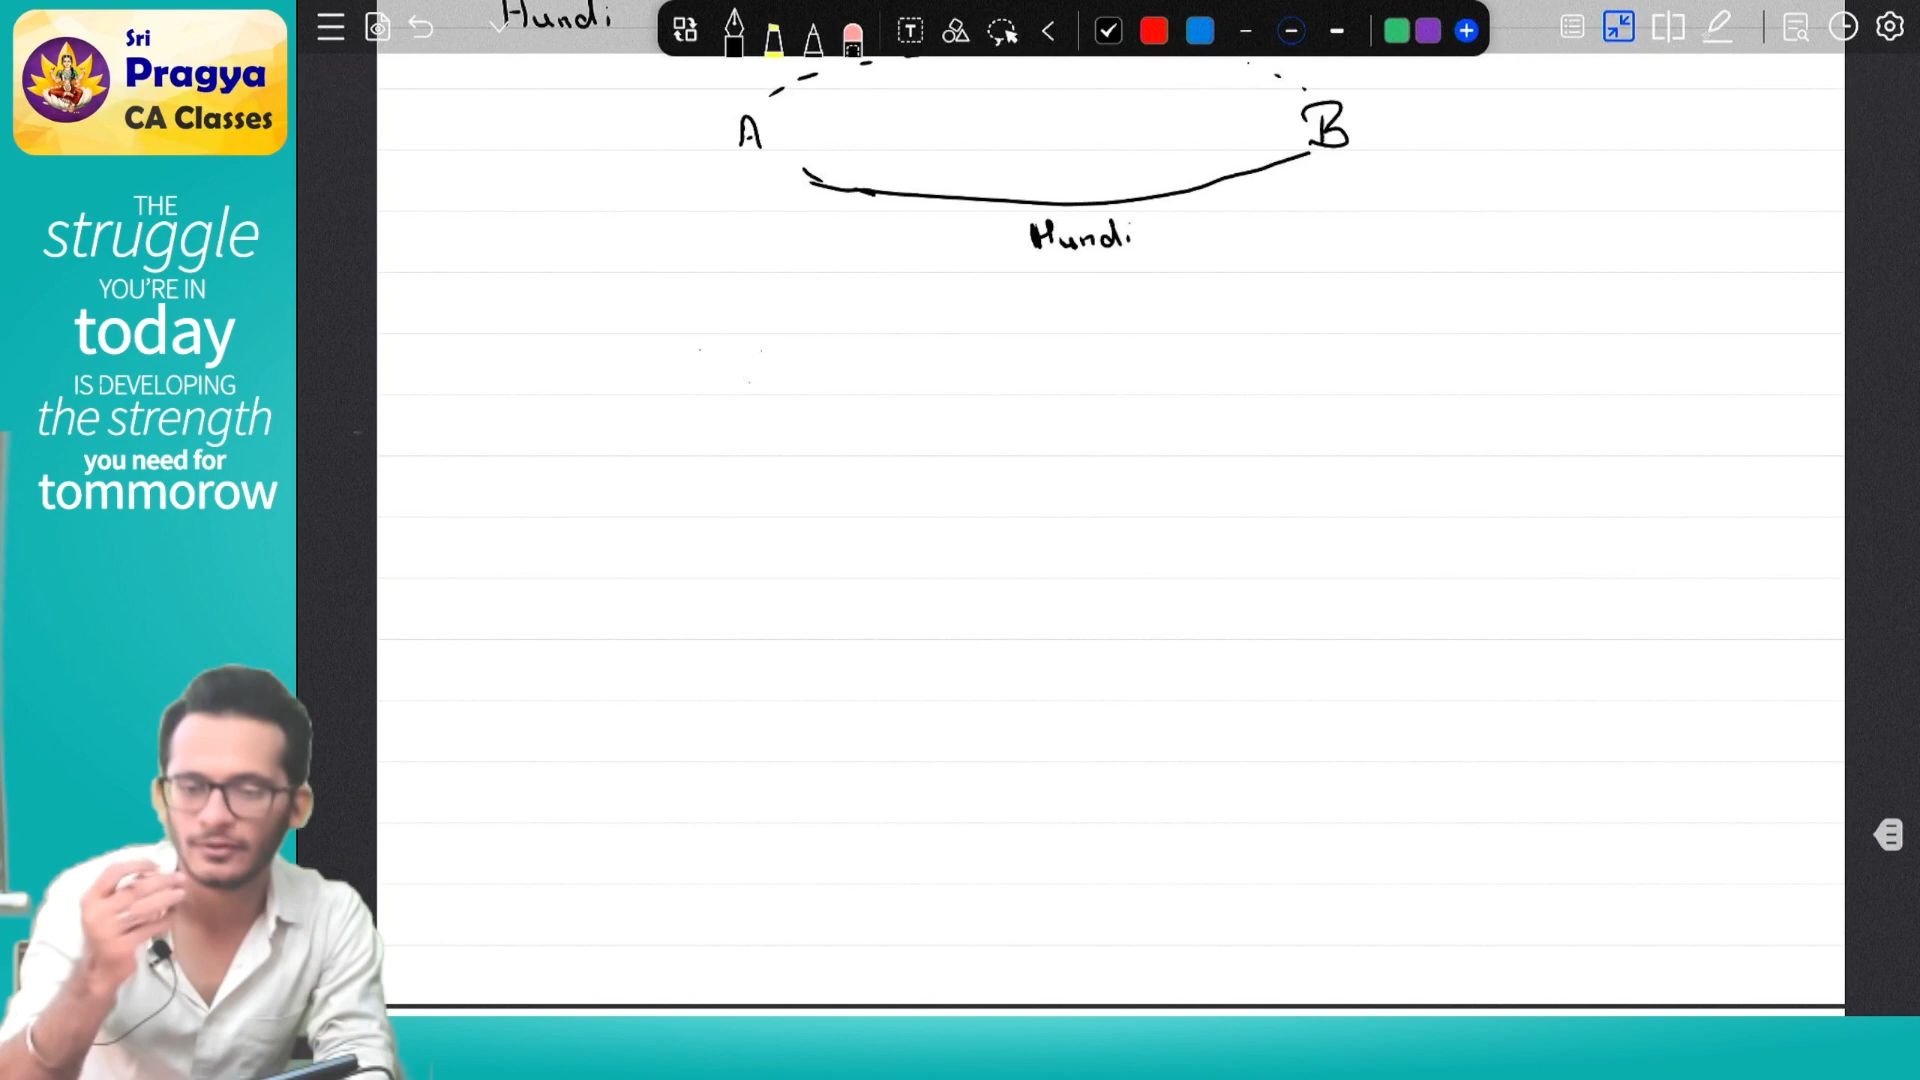 Sri
Pragya
CA Classes
Hundi
T
THE
struggle
YOU'RE IN
today
IS DEVELOPING
the strength
you need for
tommorow
A
B
Hundi